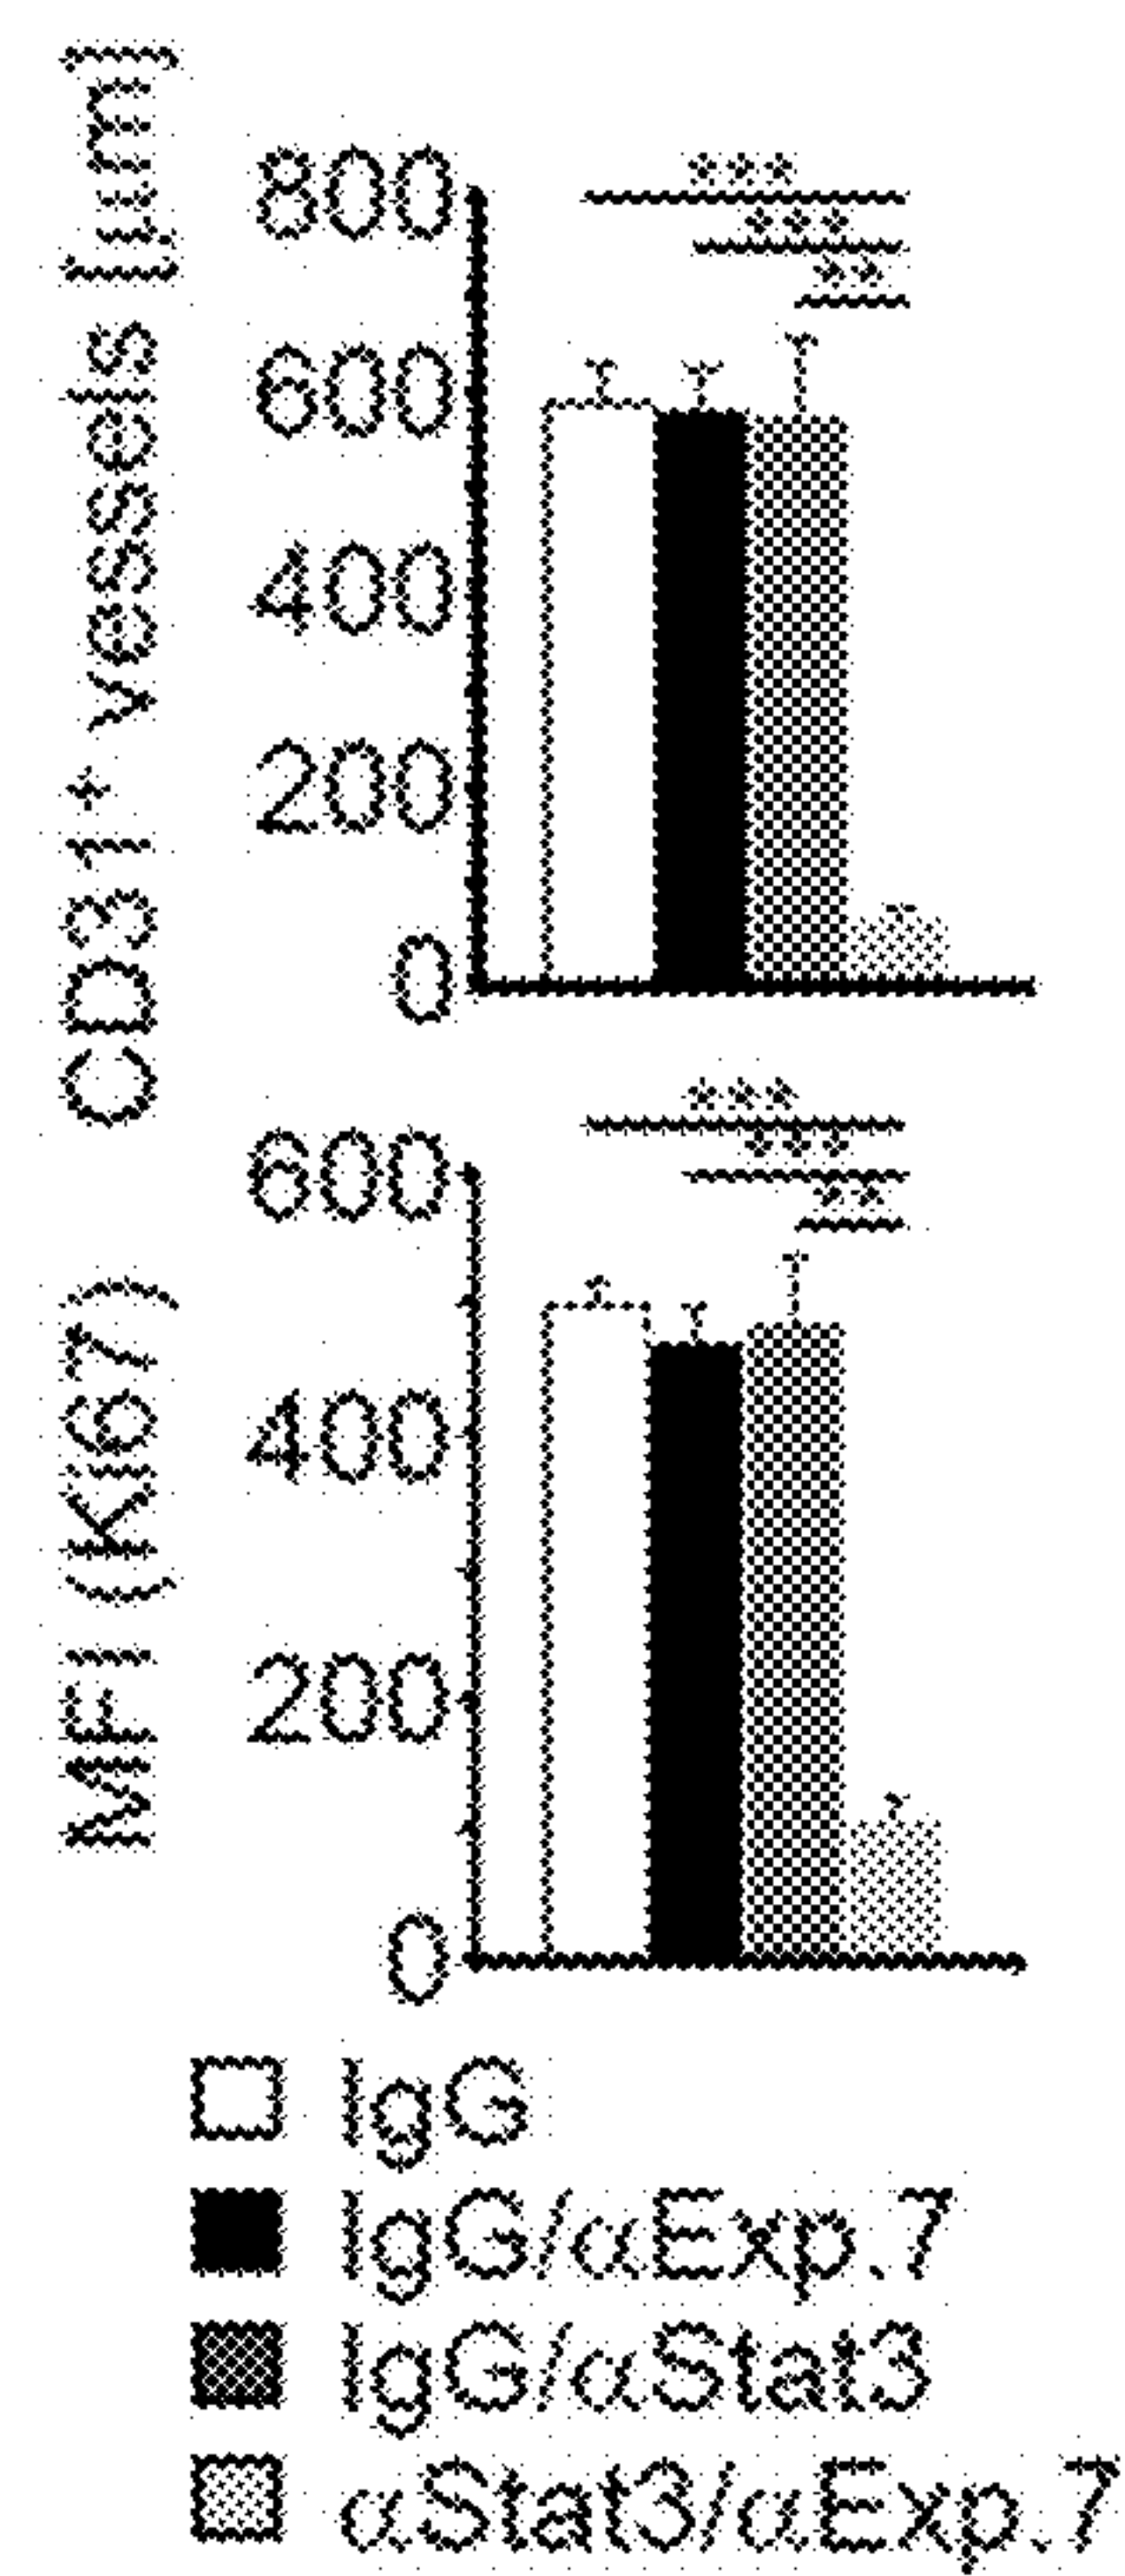 CD31+ vessels [µm]
800
600
400
200
0
***
***
**
MFI (Ki67)
600
400
200
0
***
***
**
IgG
IgG/αExp.7
IgG/αStat3
αStat3/αExp.7